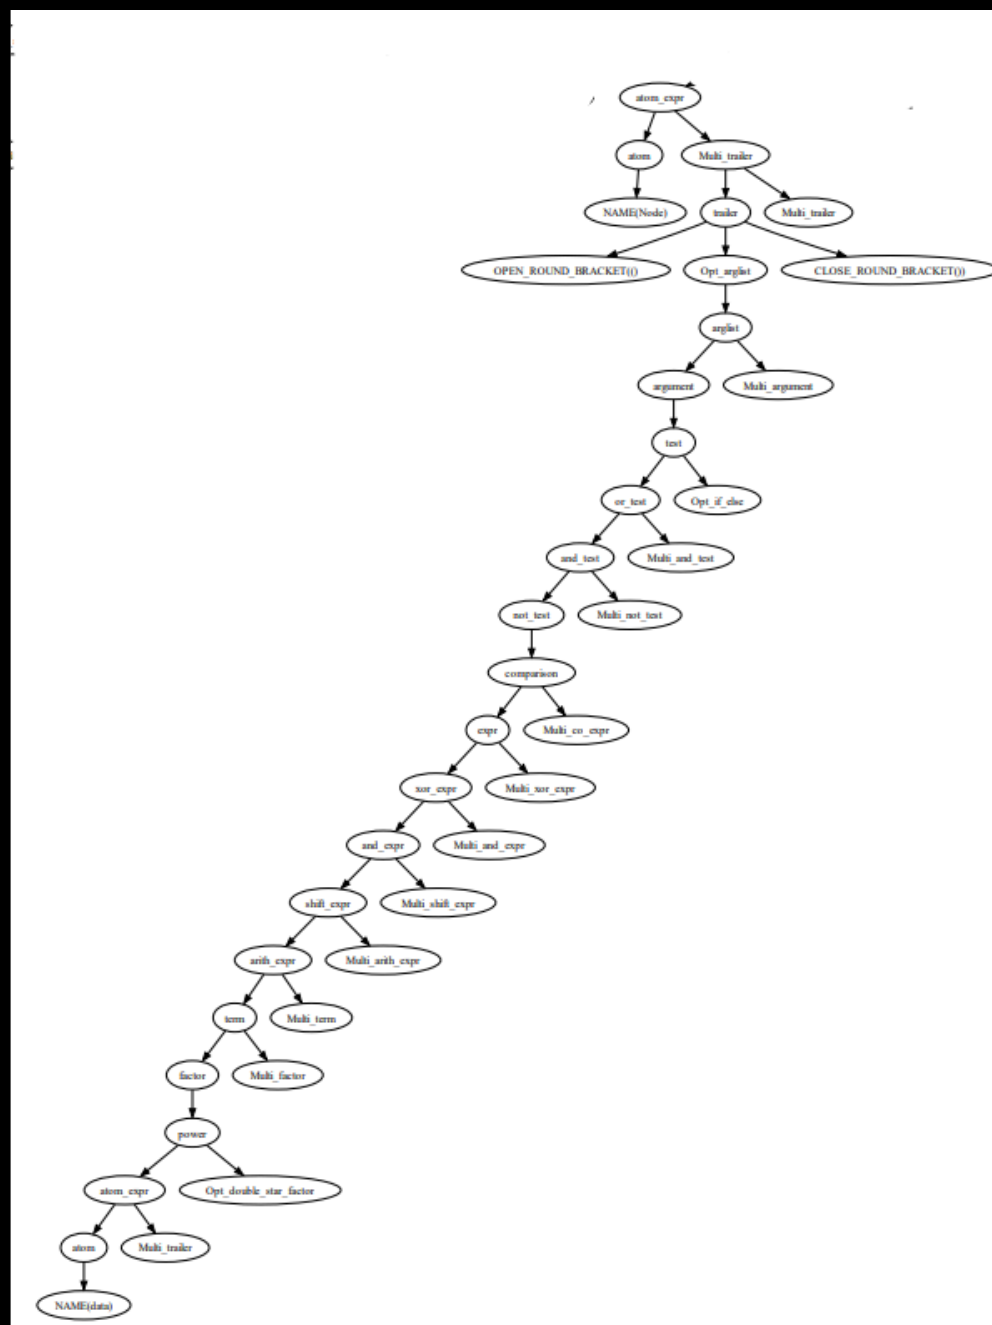 atom_expr
atom Multi_trailer
NAME(Node) trailer Multi_trailer
OPEN_ROUND_BRACKET(() Opt_arglist CLOSE_ROUND_BRACKET())
arglist
argument Multi_argument
test
or_test Opt_if_else
and_test Multi_and_test
not_test Multi_not_test
comparison
expr Multi_co_expr
xor_expr Multi_xor_expr
and_expr Multi_and_expr
shift_expr Multi_shift_expr
arith_expr Multi_arith_expr
term Multi_term
factor Multi_factor
power
atom_expr Opt_double_star_factor
atom Multi_trailer
NAME(data)